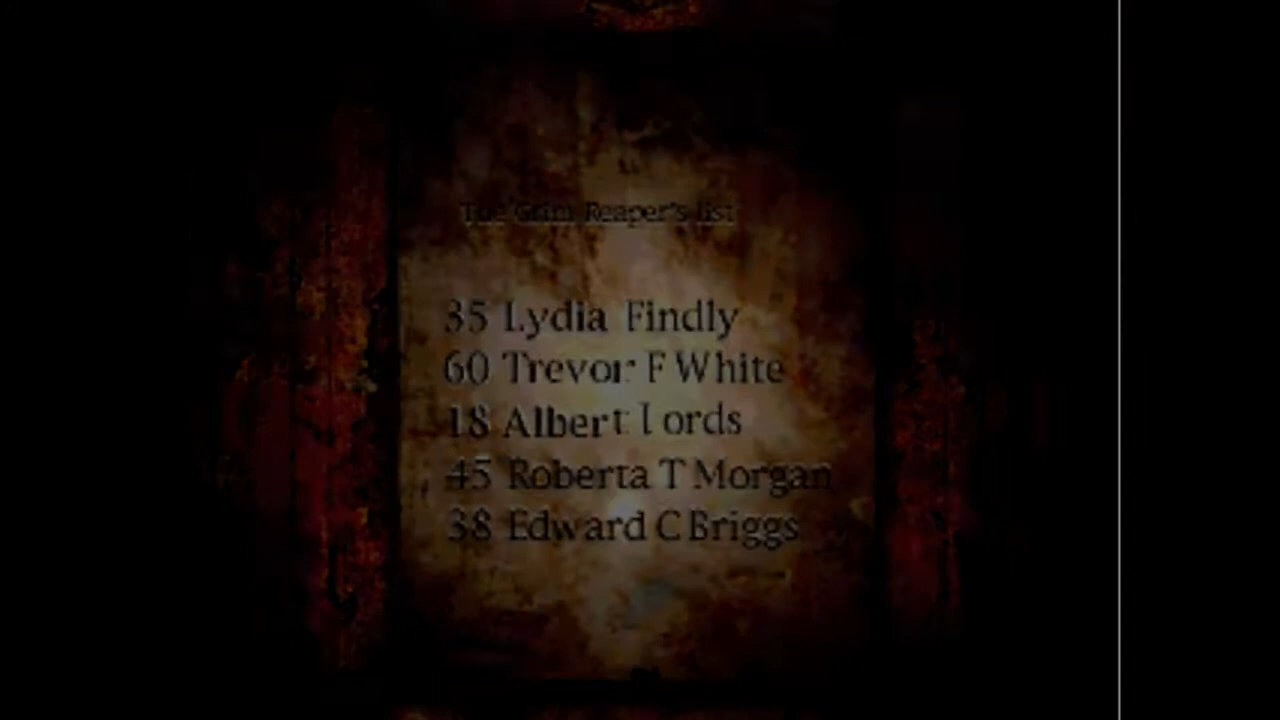 The Grim Reaper's list
35 Lydia Findly
60 Trevor F White
18 Albert Lords
45 Roberta T Morgan
38 Edward C Briggs